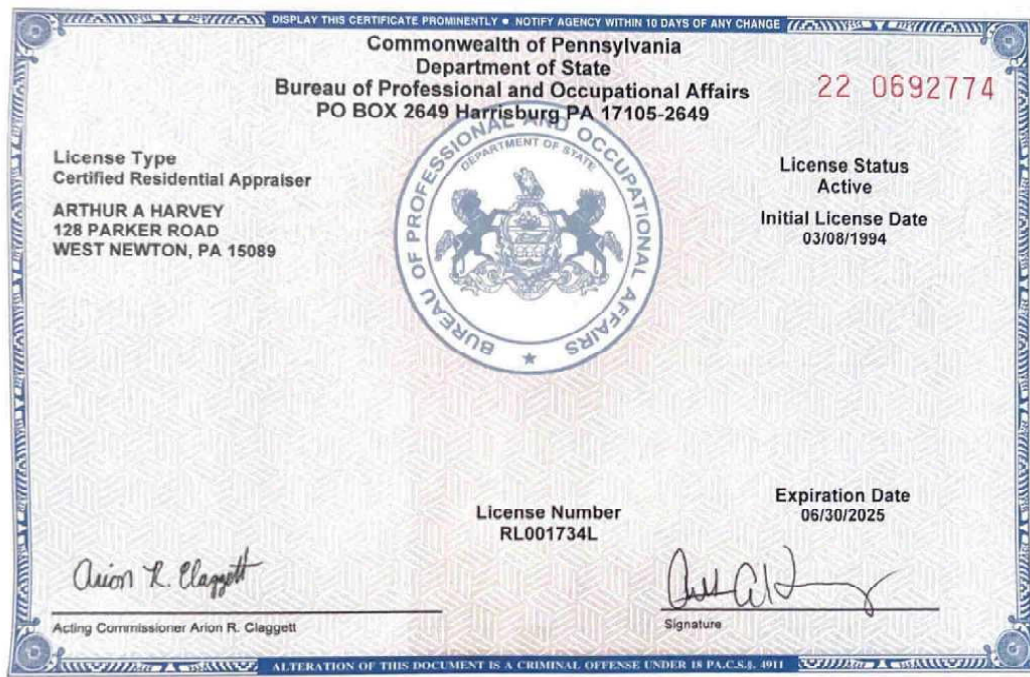 DISPLAY THIS CERTIFICATE PROMINENTLY • NOTIFY AGENCY WITHIN 10 DAYS OF ANY CHANGE
Commonwealth of Pennsylvania
Department of State
Bureau of Professional and Occupational Affairs
PO BOX 2649 Harrisburg PA 17105-2649
22 0692774
BUREAU OF PROFESSIONAL AND OCCUPATIONAL AFFAIRS
DEPARTMENT OF STATE
License Type
Certified Residential Appraiser
ARTHUR A HARVEY
128 PARKER ROAD
WEST NEWTON, PA 15089
License Status
Active
Initial License Date
03/08/1994
License Number
RL001734L
Expiration Date
06/30/2025
Arion R. Claggett
Acting Commissioner Arion R. Claggett
Signature
ALTERATION OF THIS DOCUMENT IS A CRIMINAL OFFENSE UNDER 18 PA.C.S.§. 4911